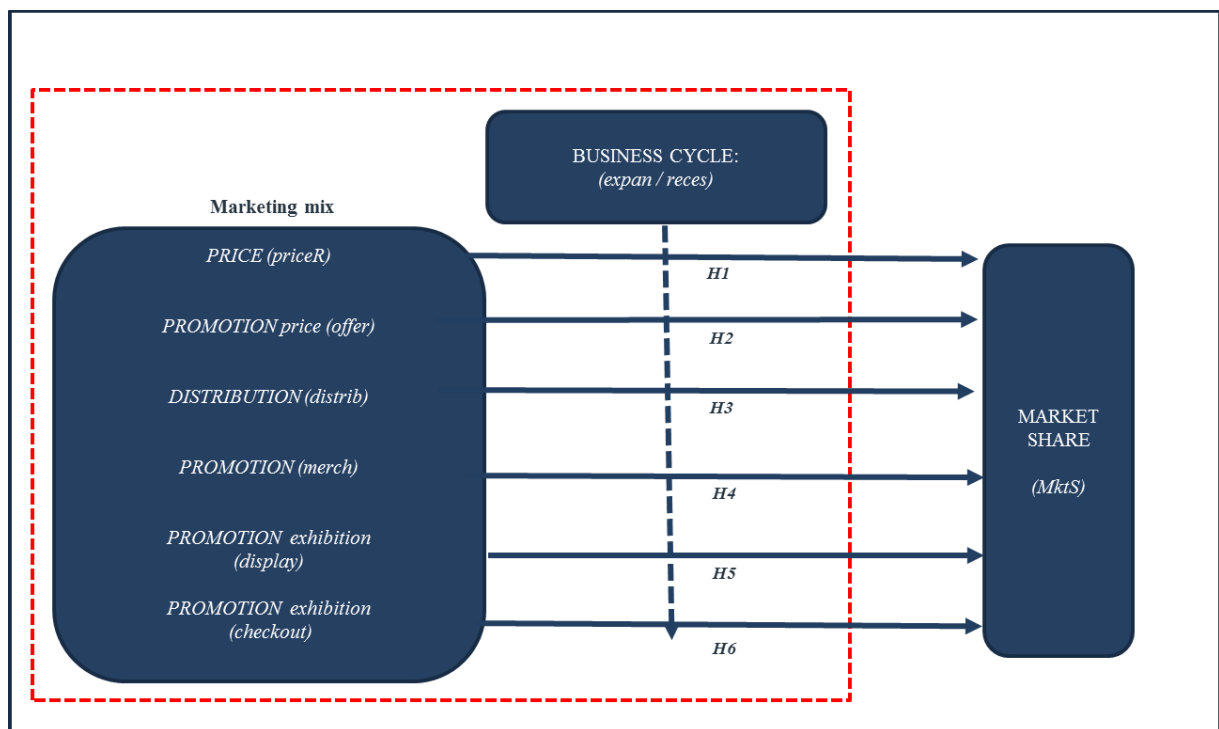 BUSINESS CYCLE:
(expan / reces)
Marketing mix
PRICE (priceR)
H1
PROMOTION price (offer)
H2
DISTRIBUTION (distrib)
H3
PROMOTION (merch)
H4
PROMOTION exhibition
(display)
H5
PROMOTION exhibition
(checkout)
H6
MARKET
SHARE
(MktS)